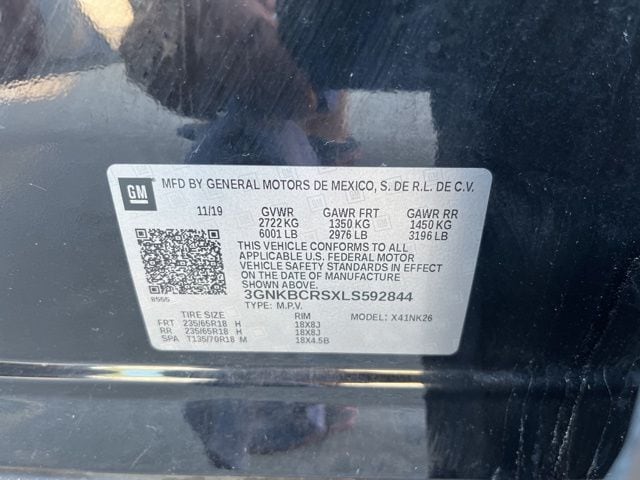 GM
MFD BY GENERAL MOTORS DE MEXICO, S. DE R.L. DE C.V.
11/19 GVWR GAWR FRT GAWR RR
2722 KG 1350 KG 1450 KG
6001 LB 2976 LB 3196 LB
THIS VEHICLE CONFORMS TO ALL
APPLICABLE U.S. FEDERAL MOTOR
VEHICLE SAFETY STANDARDS IN EFFECT
ON THE DATE OF MANUFACTURE
SHOWN ABOVE.
3GNKBCRSXLS592844
TYPE: M.P.V. MODEL: X41NK26
TIRE SIZE RIM
FRT 235/65R18 H 18X8J
RR 235/65R18 H 18X8J
SPA T135/70R18 M 18X4.5B